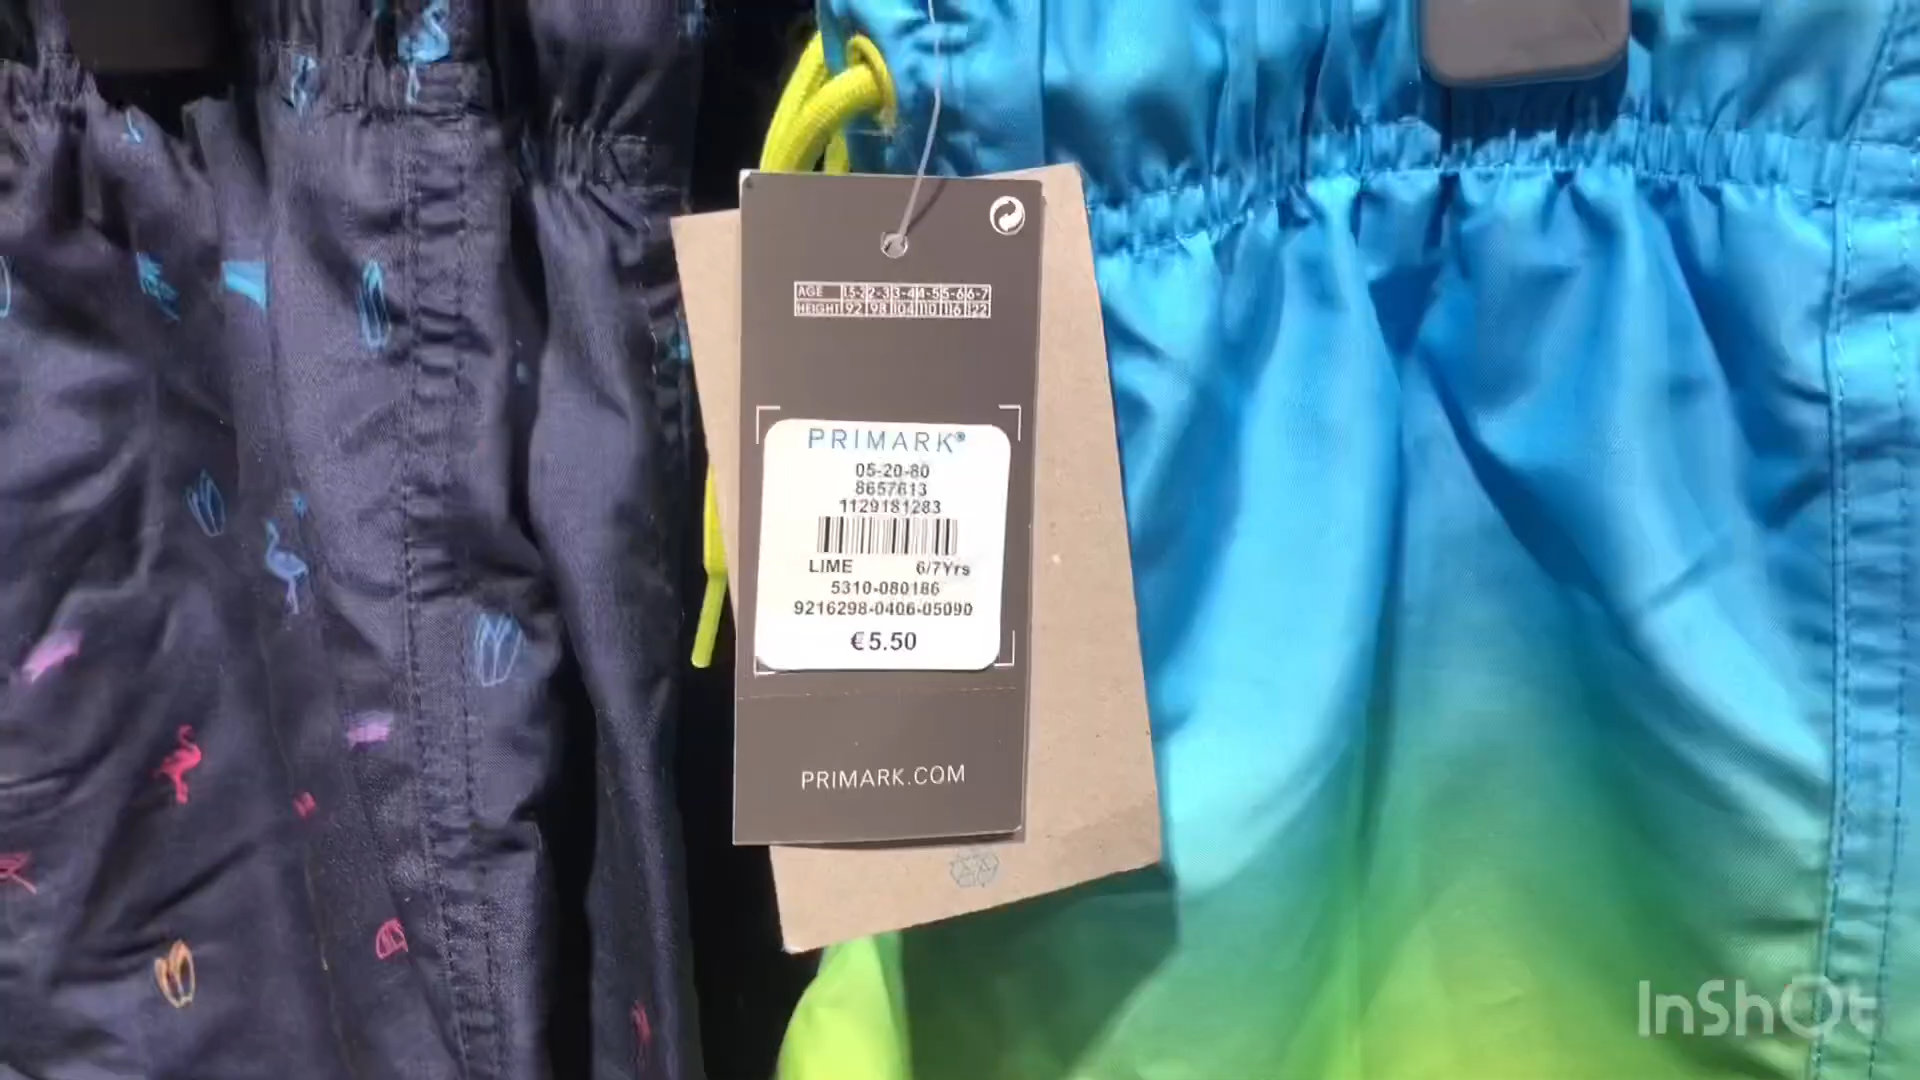 AGE 1.5-2 2-3 3-4 4-5 5-6 6-7
HEIGHT 92 98 104 110 116 122
PRIMARK®
05-20-80
8657613
1129181283
LIME 6/7Yrs
5310-080186
9216298-0406-05090
€5.50
PRIMARK.COM
InShOt